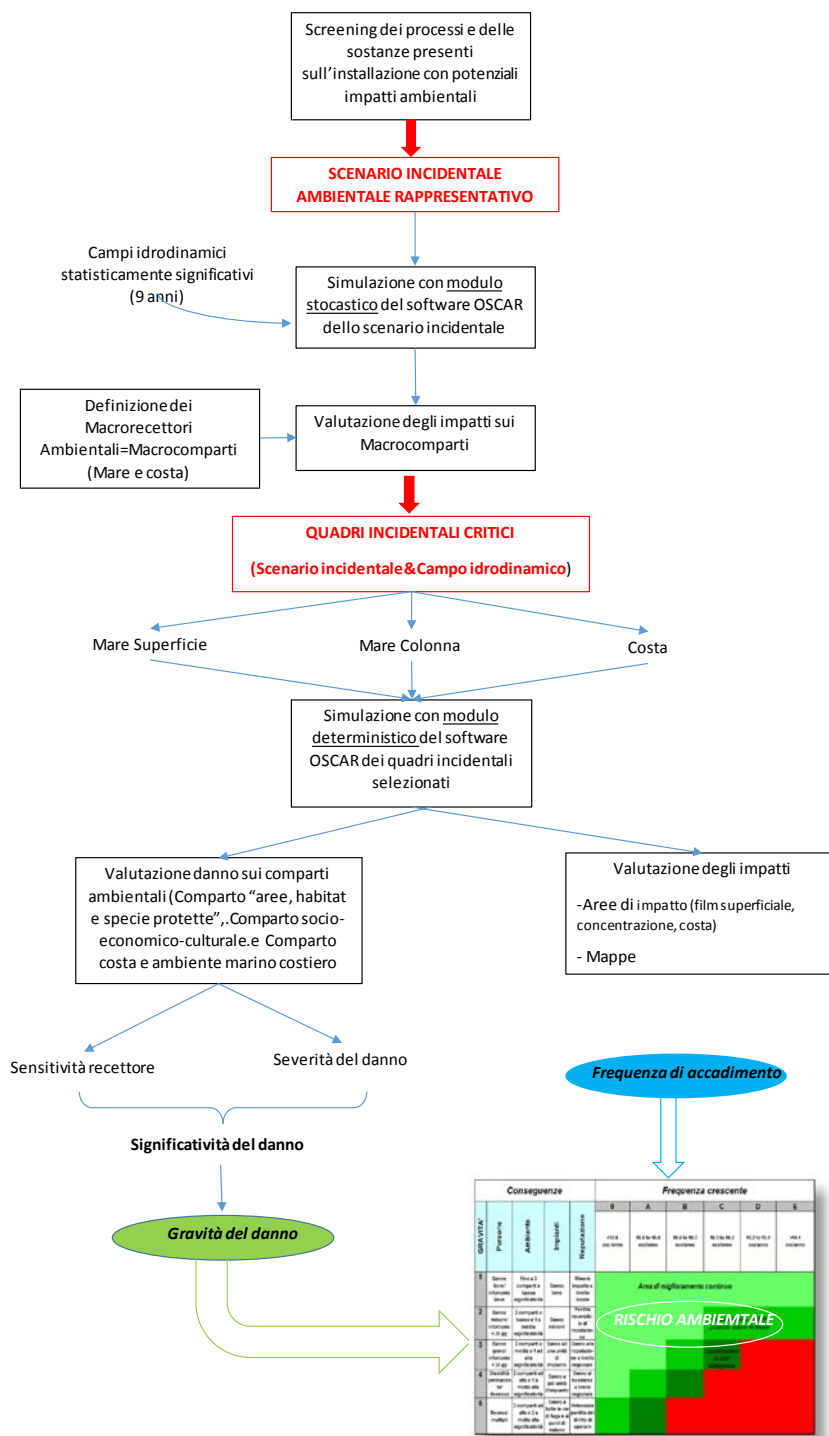 Screening dei processi e delle
sostanze presenti
sull'installazione con potenziali
impatti ambientali
SCENARIO INCIDENTALE
AMBIENTALE RAPPRESENTATIVO
Campi idrodinamici
statisticamente significativi
(9 anni)
Simulazione con modulo
stocastico del software OSCAR
dello scenario incidentale
Definizione dei
Macrorecettori
Ambientali=Macrocomparti
(Mare e costa)
Valutazione degli impatti sui
Macrocomparti
QUADRI INCIDENTALI CRITICI
(Scenario incidentale&Campo idrodinamico)
Mare Superficie
Mare Colonna
Costa
Simulazione con modulo
deterministico del software
OSCAR dei quadri incidentali
selezionati
Valutazione danno sui comparti
ambientali (Comparto "aree, habitat
e specie protette",.Comparto socio-
economico-culturale.e Comparto
costa e ambiente marino costiero
Valutazione degli impatti
-Aree di impatto (film superficiale,
concentrazione, costa)
- Mappe
Sensitività recettore
Severità del danno
Significatività del danno
Gravità del danno
Frequenza di accadimento
Conseguenze
Frequenza crescente
GRAVITA'
Persone
Ambiente
Impianti
Reputazione
0
A
B
C
D
E
1
Area di miglioramento continuo
2
RISCHIO AMBIEMTALE
3
4
5